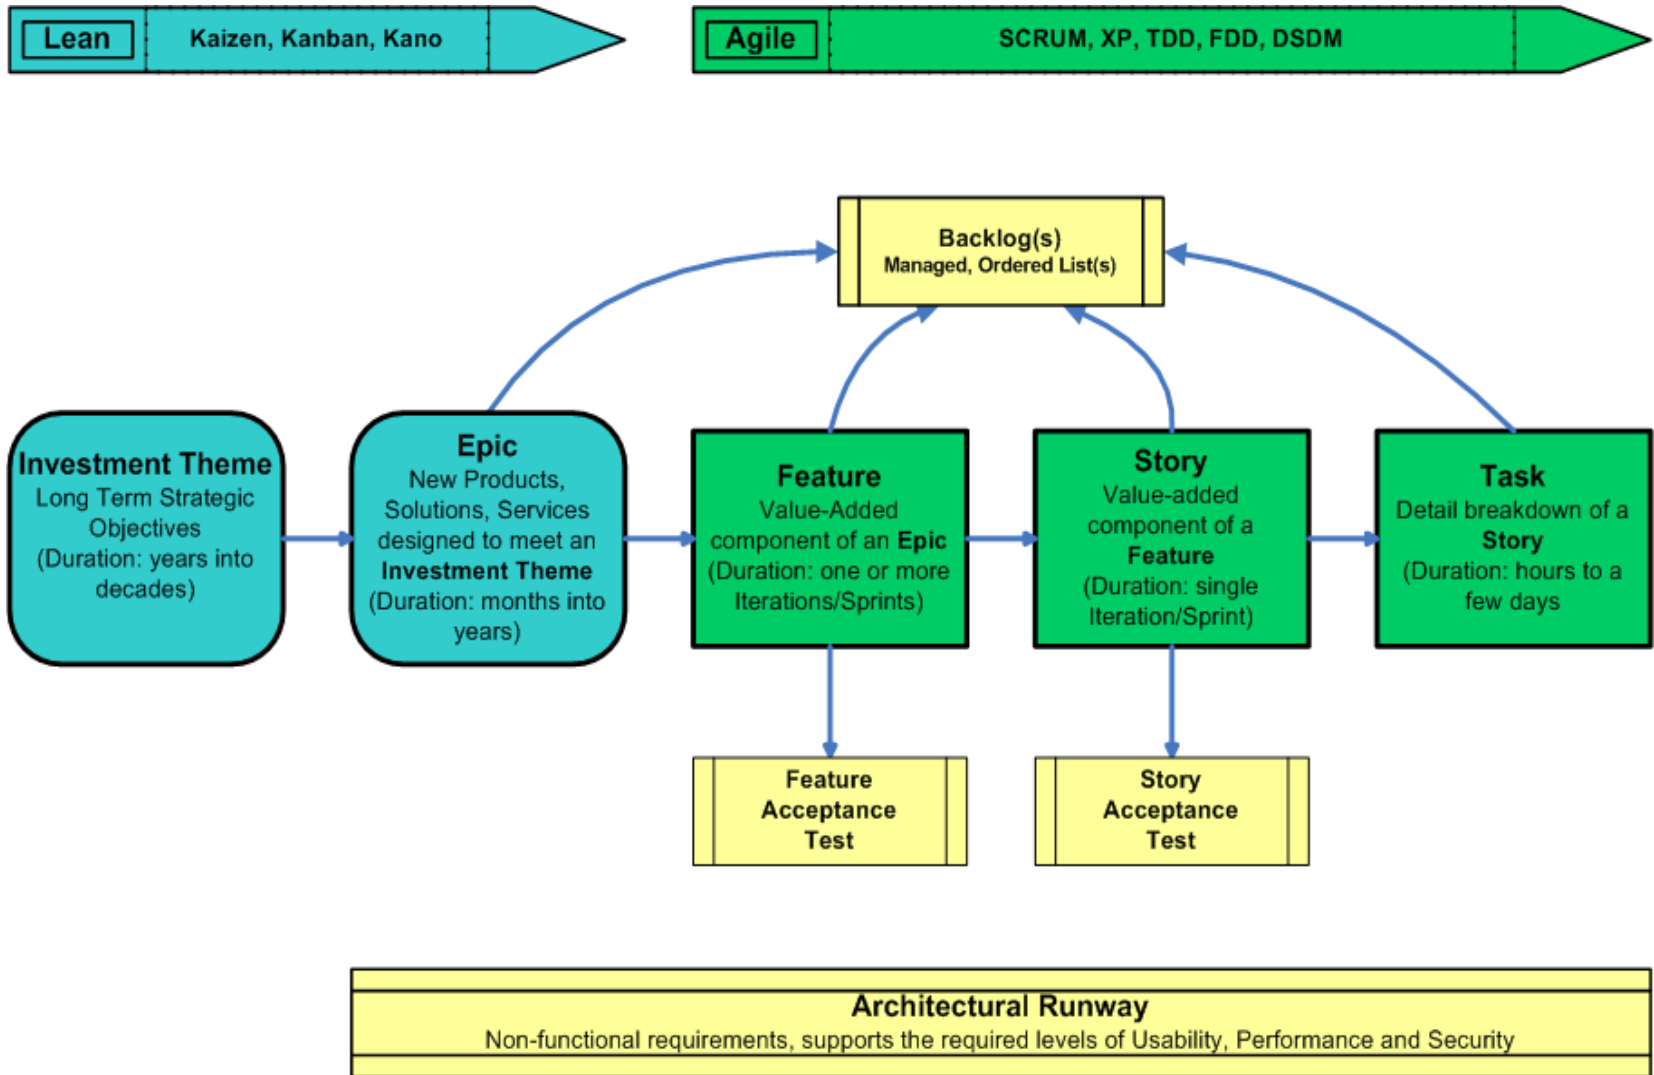 Lean
Kaizen, Kanban, Kano
Agile
SCRUM, XP, TDD, FDD, DSDM
Backlog(s)
Managed, Ordered List(s)
Investment Theme
Long Term Strategic
Objectives
(Duration: years into
decades)
Epic
New Products,
Solutions, Services
designed to meet an
Investment Theme
(Duration: months into
years)
Feature
Value-Added
component of an Epic
(Duration: one or more
Iterations/Sprints)
Story
Value-added
component of a
Feature
(Duration: single
Iteration/Sprint)
Task
Detail breakdown of a
Story
(Duration: hours to a
few days
Feature
Acceptance
Test
Story
Acceptance
Test
Architectural Runway
Non-functional requirements, supports the required levels of Usability, Performance and Security